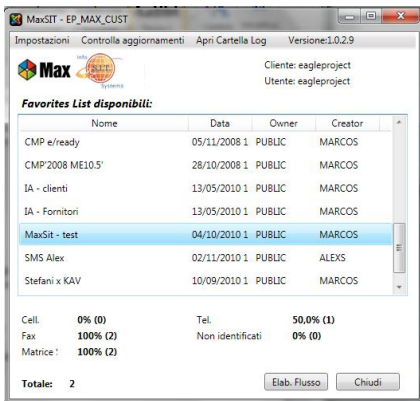 MaxSIT - EP_MAX_CUST
Impostazioni Controlla aggiornamenti Apri Cartella Log Versione:1.0.2.9
Max info S.I.T. Systems
Cliente: eagleproject
Utente: eagleproject
Favorites List disponibili:
Nome Data Owner Creator
CMP e/ready 05/11/2008 1 PUBLIC MARCOS
CMP'2008 ME10.5' 28/10/2008 1 PUBLIC MARCOS
IA - clienti 13/05/2010 1 PUBLIC MARCOS
IA - Fornitori 13/05/2010 1 PUBLIC MARCOS
MaxSit - test 04/10/2010 1 PUBLIC MARCOS
SMS Alex 02/11/2010 1 PUBLIC ALEXS
Stefani x KAV 10/09/2010 1 PUBLIC MARCOS
Cell. 0% (0) Tel. 50,0% (1)
Fax 100% (2) Non identificati 0% (0)
Matrice 100% (2)
Totale: 2 Elab. Flusso Chiudi